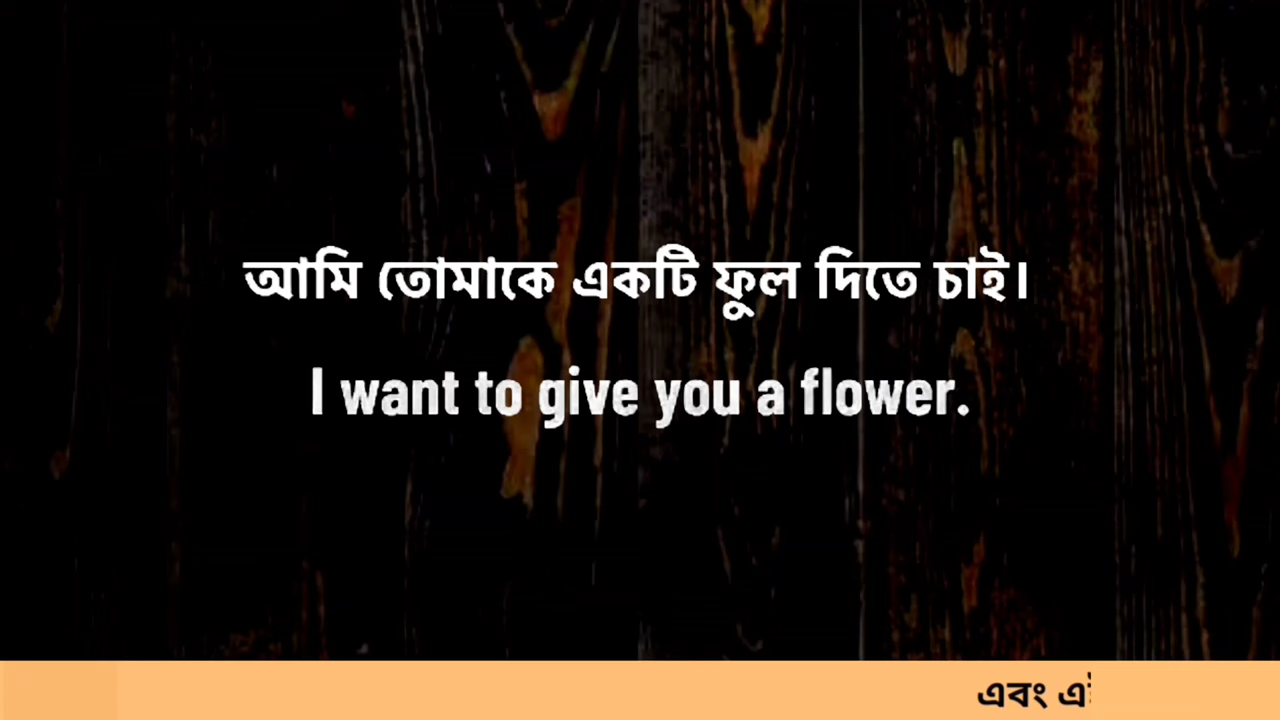 আমি তোমাকে একটি ফুল দিতে চাই।
I want to give you a flower.
এবং